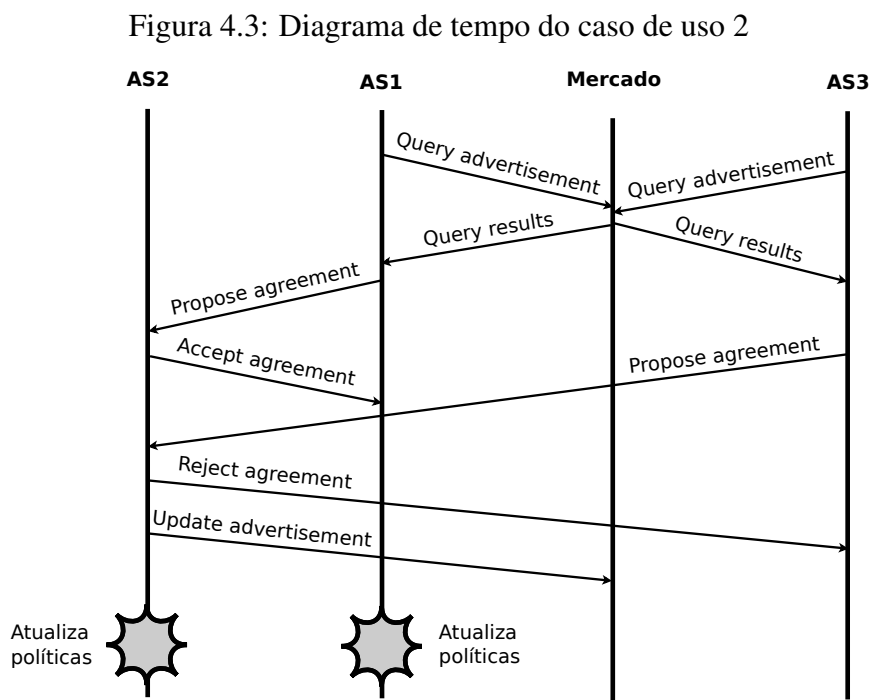 Figura 4.3: Diagrama de tempo do caso de uso 2
AS2
AS1
Mercado
AS3
Query advertisement
Query advertisement
Query results
Query results
Propose agreement
Accept agreement
Propose agreement
Reject agreement
Update advertisement
Atualiza
políticas
Atualiza
políticas